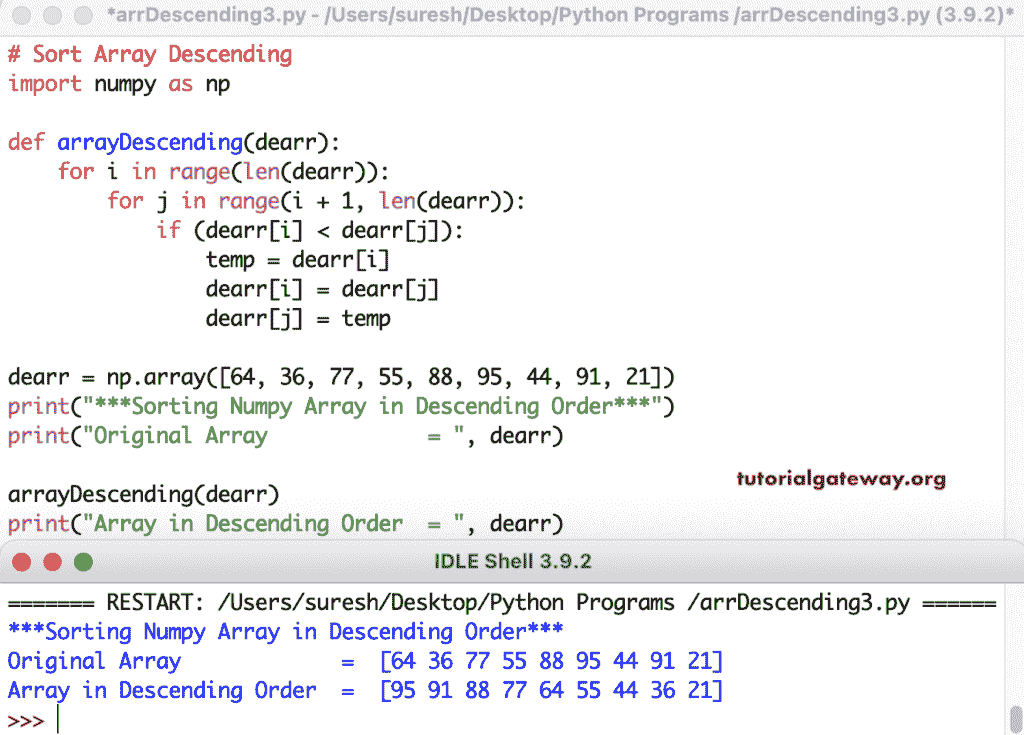 *arrDescending3.py - /Users/suresh/Desktop/Python Programs /arrDescending3.py (3.9.2)*
# Sort Array Descending
import numpy as np

def arrayDescending(dearr):
    for i in range(len(dearr)):
        for j in range(i + 1, len(dearr)):
            if (dearr[i] < dearr[j]):
                temp = dearr[i]
                dearr[i] = dearr[j]
                dearr[j] = temp

dearr = np.array([64, 36, 77, 55, 88, 95, 44, 91, 21])
print("***Sorting Numpy Array in Descending Order***")
print("Original Array             = ", dearr)

tutorialgateway.org
arrayDescending(dearr)
print("Array in Descending Order  = ", dearr)
IDLE Shell 3.9.2
======= RESTART: /Users/suresh/Desktop/Python Programs /arrDescending3.py ======
***Sorting Numpy Array in Descending Order***
Original Array             =  [64 36 77 55 88 95 44 91 21]
Array in Descending Order  =  [95 91 88 77 64 55 44 36 21]
>>>